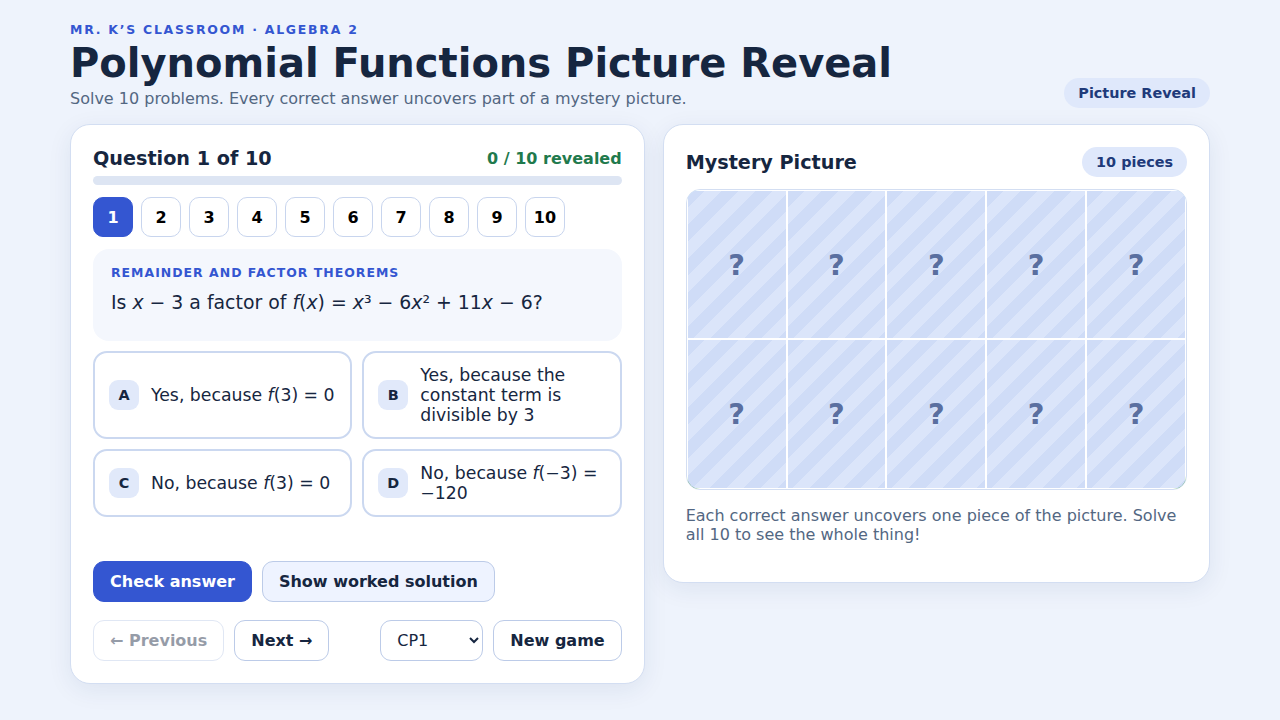 MR. K’S CLASSROOM · ALGEBRA 2
Polynomial Functions Picture Reveal
Solve 10 problems. Every correct answer uncovers part of a mystery picture.
Picture Reveal
Question 1 of 10
0 / 10 revealed
1 2 3 4 5 6 7 8 9 10
REMAINDER AND FACTOR THEOREMS
Is x − 3 a factor of f(x) = x³ − 6x² + 11x − 6?
A Yes, because f(3) = 0
B Yes, because the
constant term is
divisible by 3
C No, because f(3) = 0
D No, because f(−3) =
−120
Check answer
Show worked solution
← Previous
Next →
CP1
New game
Mystery Picture
10 pieces
? ? ? ? ?
? ? ? ? ?
Each correct answer uncovers one piece of the picture. Solve
all 10 to see the whole thing!